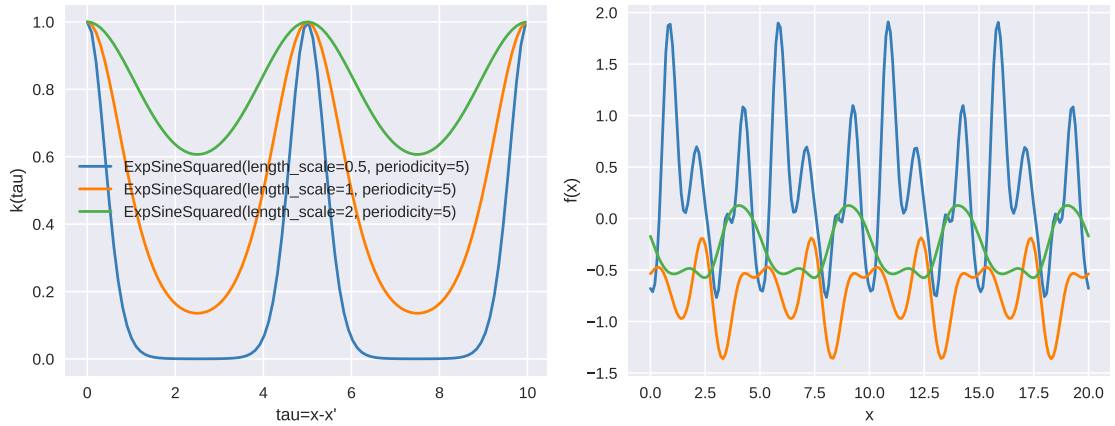 1.0
0.8
0.6
0.4
0.2
0.0
k(tau)
ExpSineSquared(length_scale=0.5, periodicity=5)
ExpSineSquared(length_scale=1, periodicity=5)
ExpSineSquared(length_scale=2, periodicity=5)
0 2 4 6 8 10
tau=x-x'
2.0
1.5
1.0
0.5
0.0
−0.5
−1.0
−1.5
f(x)
0.0 2.5 5.0 7.5 10.0 12.5 15.0 17.5 20.0
x